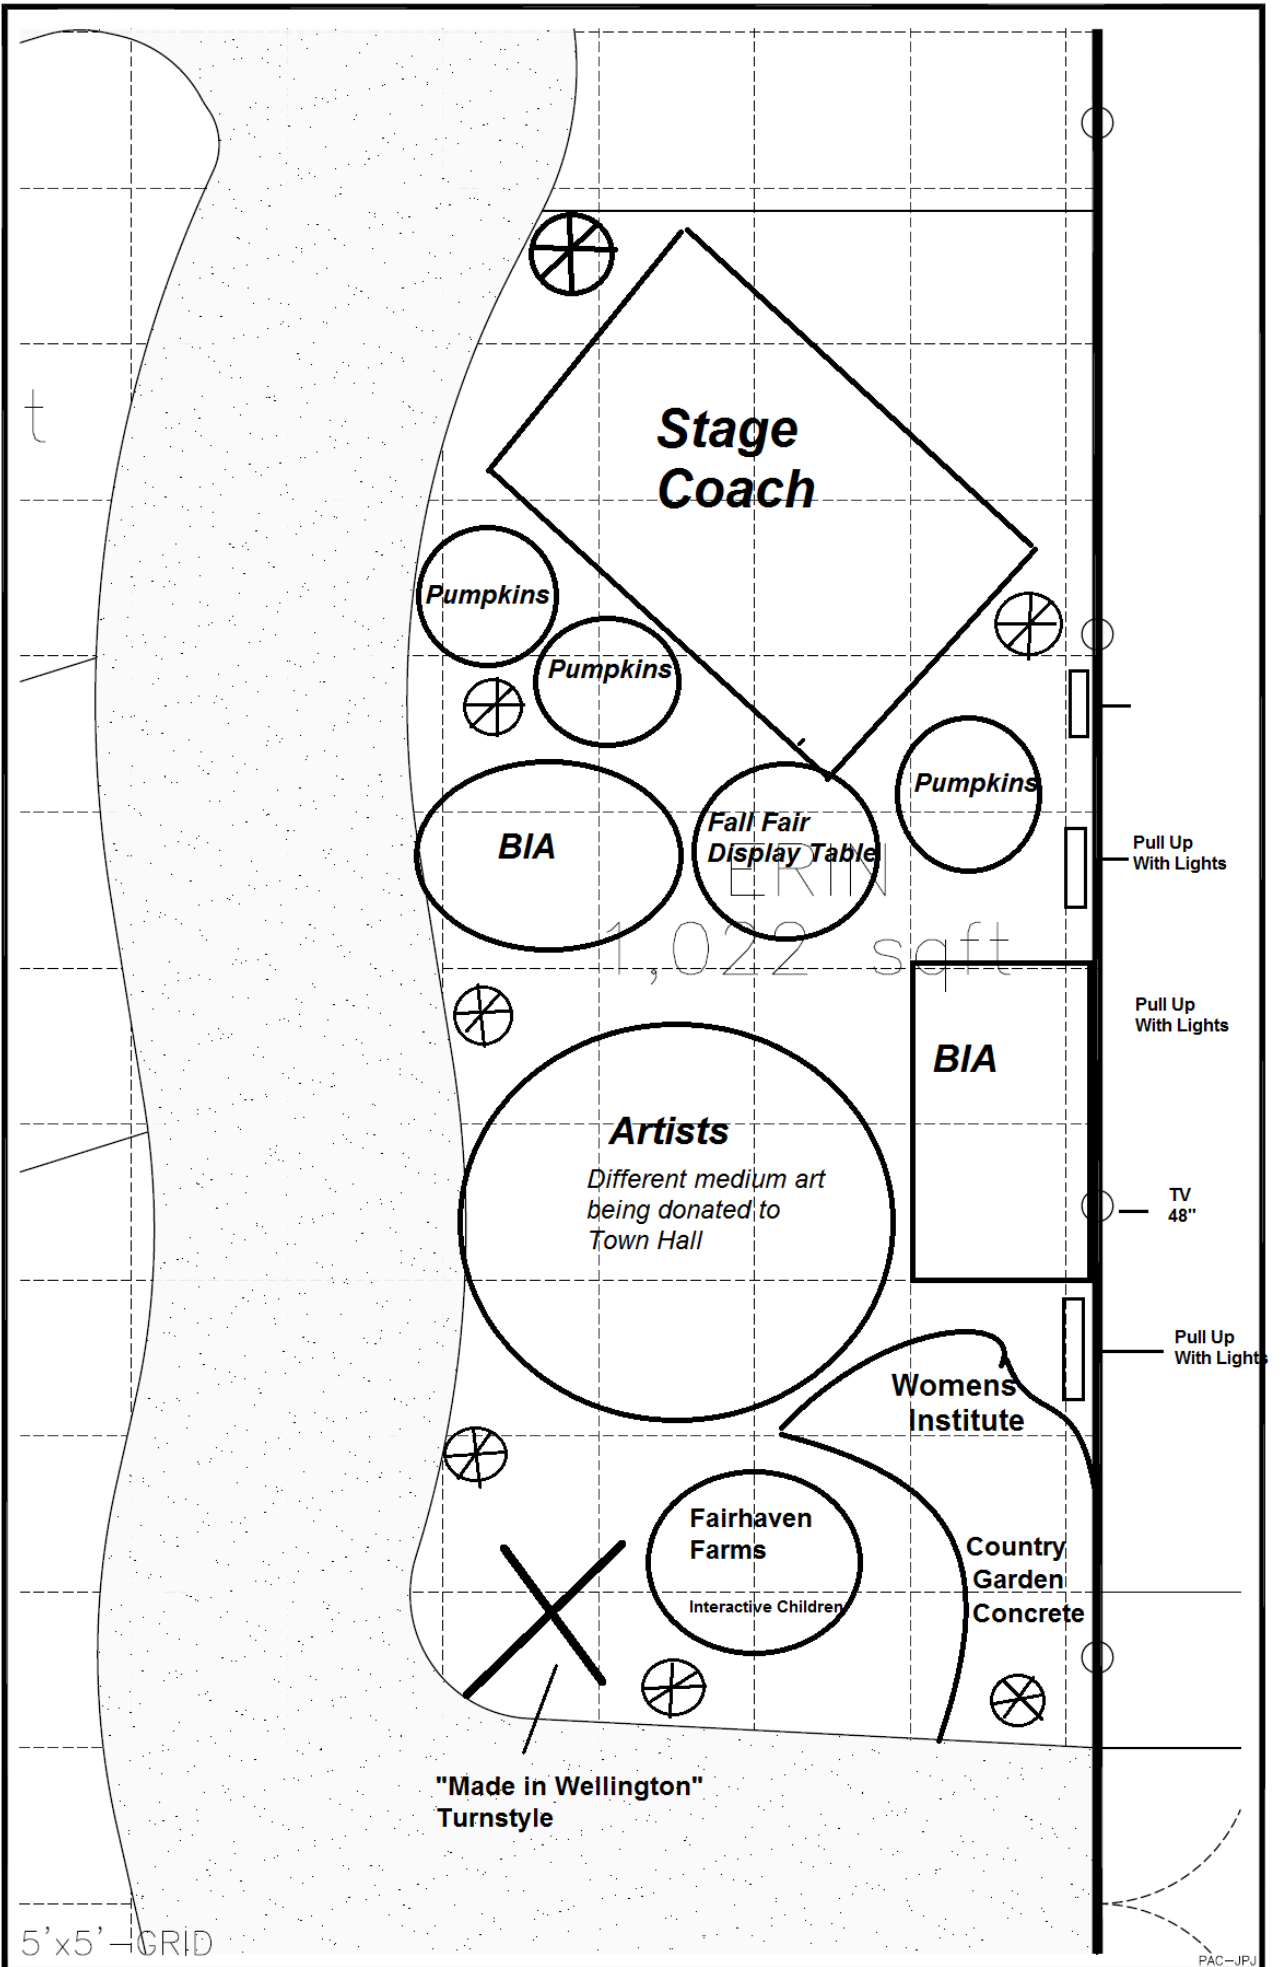 t
Stage
Coach
Pumpkins
Pumpkins
Pumpkins
BIA
Fall Fair
Display Table
ERIN
1,022 sqft
Pull Up
With Lights
Pull Up
With Lights
BIA
Artists
Different medium art
being donated to
Town Hall
TV
48"
Pull Up
With Lights
Womens
Institute
Fairhaven
Farms
Interactive Children
Country
Garden
Concrete
"Made in Wellington"
Turnstyle
5'x5'-GRID
PAC-JPJ